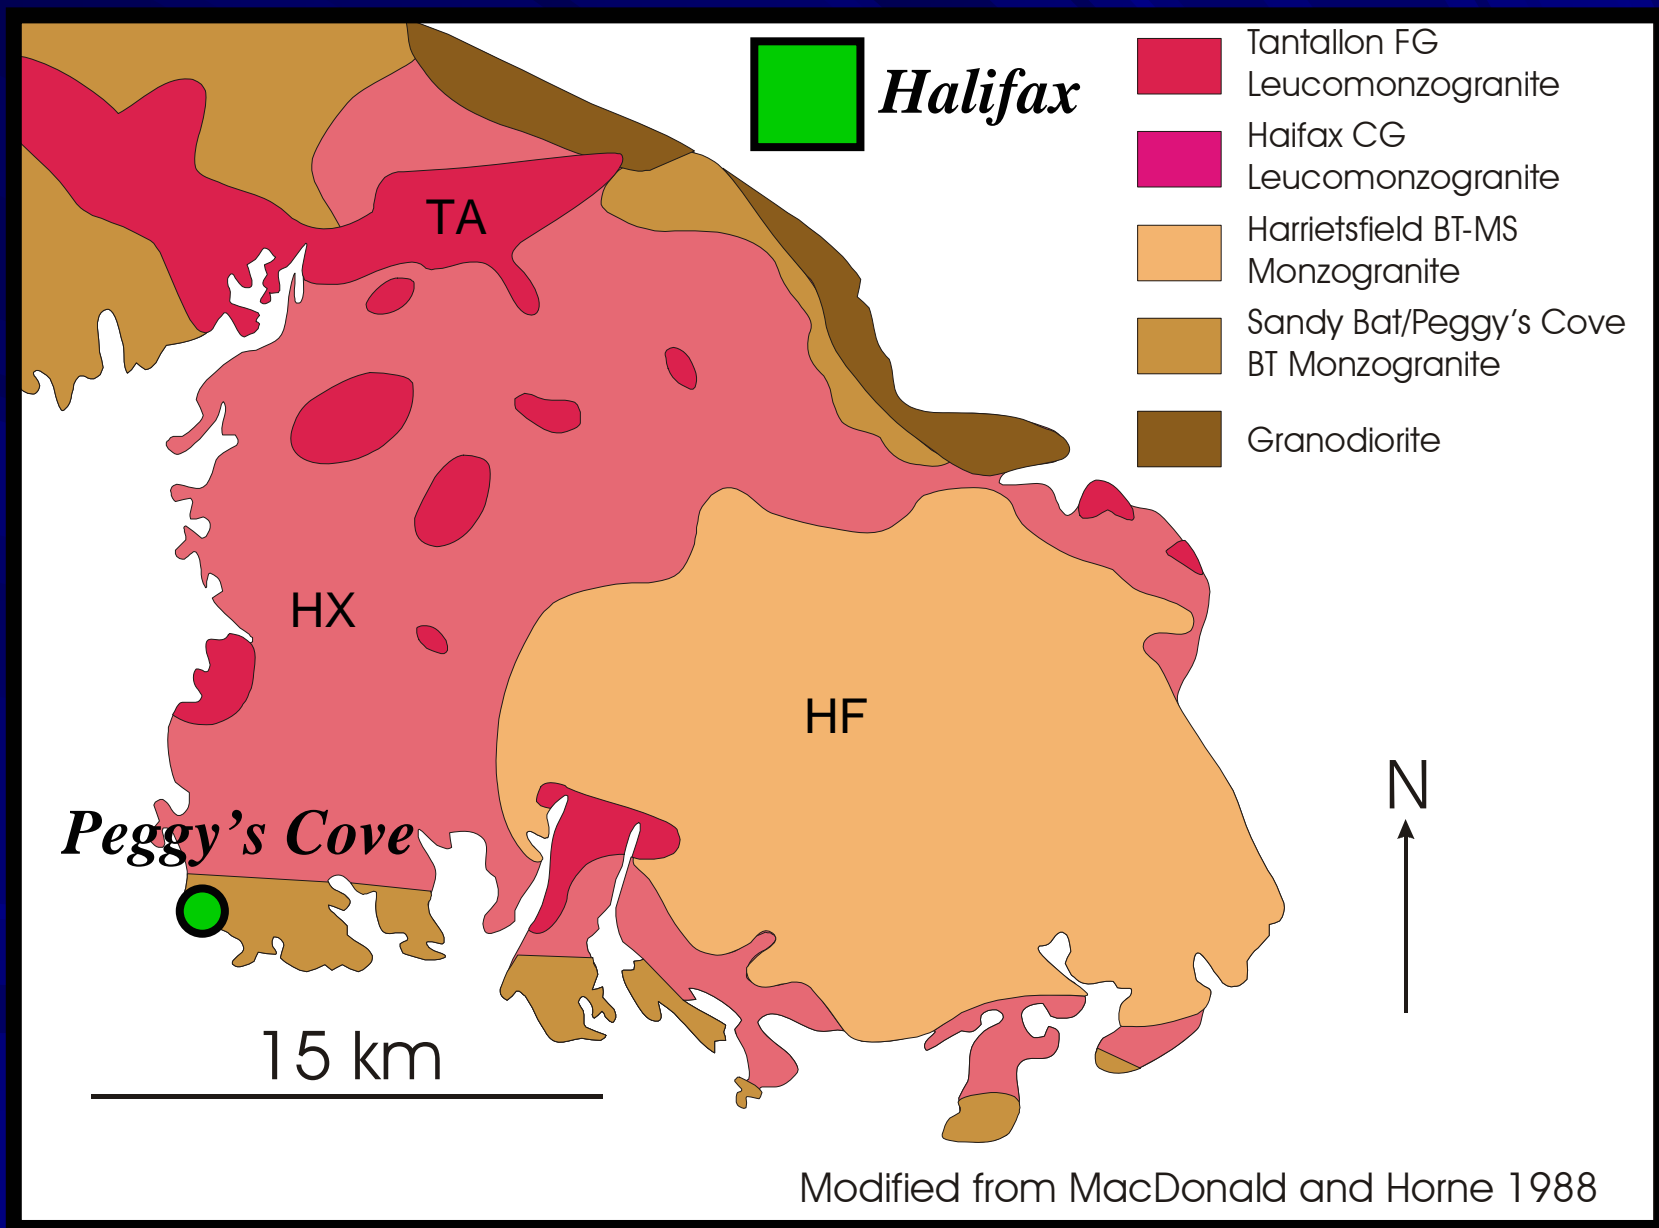 Halifax
Tantallon FG
Leucomonzogranite
Haifax CG
Leucomonzogranite
Harrietsfield BT-MS
Monzogranite
Sandy Bat/Peggy's Cove
BT Monzogranite
Granodiorite
TA
HX
HF
N
Peggy's Cove
15 km
Modified from MacDonald and Horne 1988